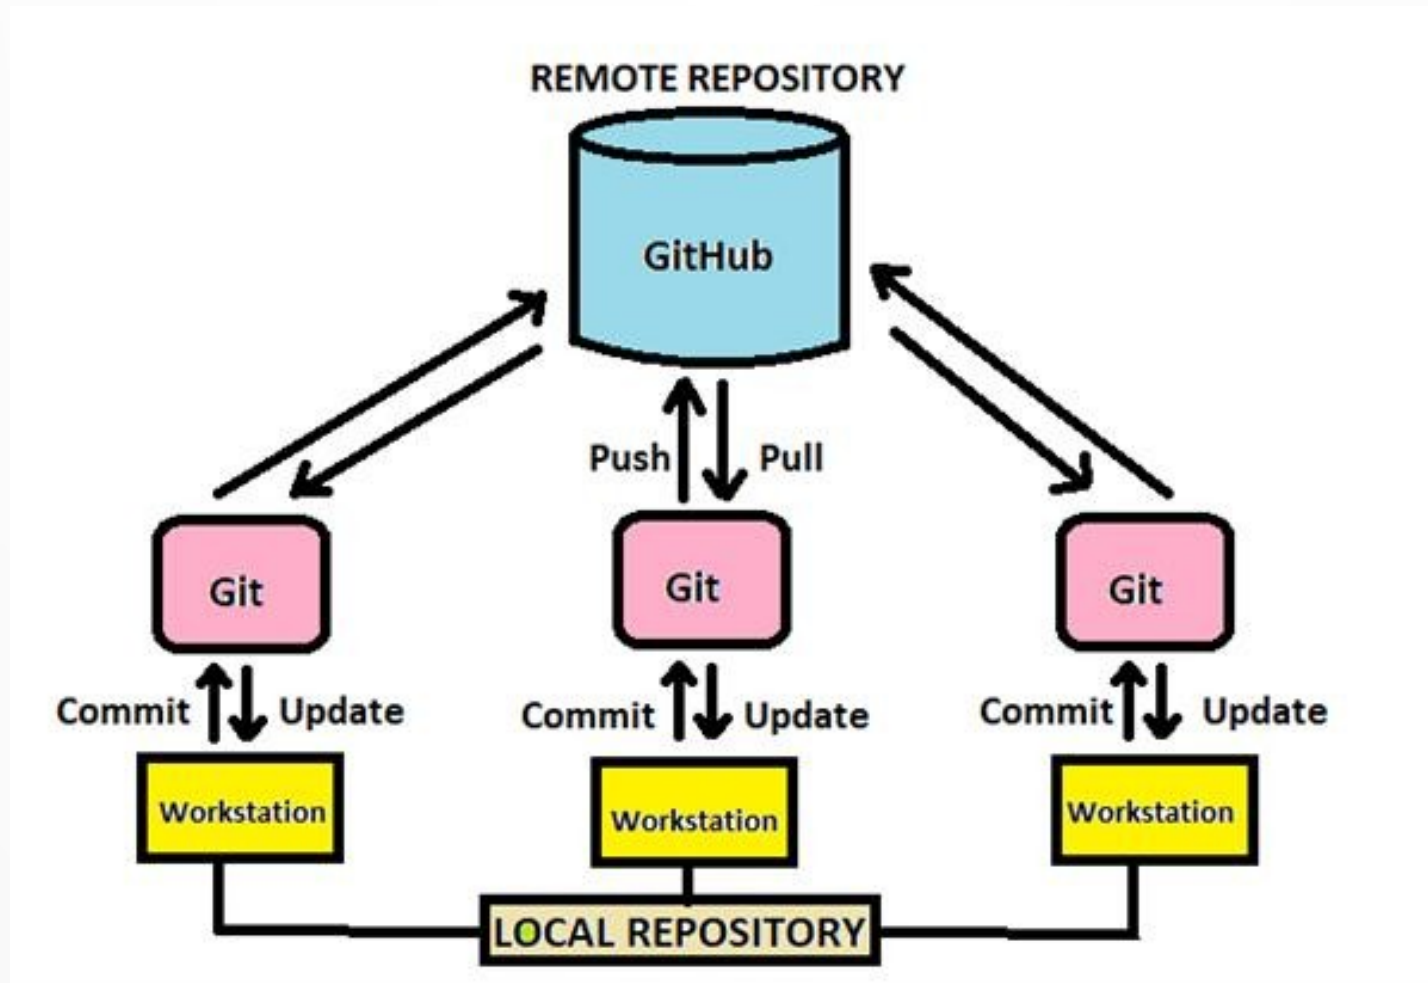 REMOTE REPOSITORY
GitHub
Push
Pull
Git
Git
Git
Commit
Update
Commit
Update
Commit
Update
Workstation
Workstation
Workstation
LOCAL REPOSITORY